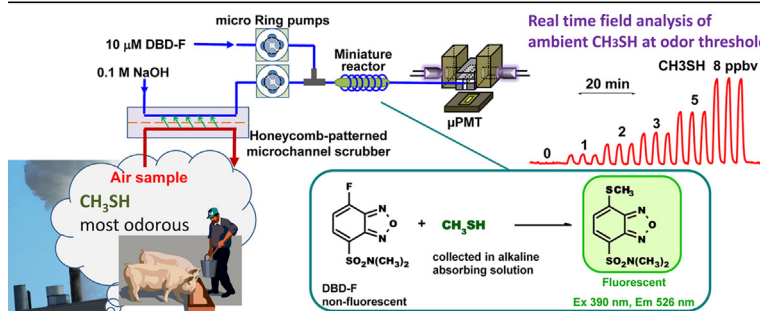 micro Ring pumps
10 μM DBD-F
0.1 M NaOH
Miniature
reactor
μPMT
Honeycomb-patterned
microchannel scrubber
Real time field analysis of
ambient CH3SH at odor threshold
CH3SH 8 ppbv
20 min
5
3
2
1
0
Air sample
CH₃SH
most odorous
F
N
O
N
SO₂N(CH₃)₂
DBD-F
non-fluorescent
+
CH₃SH
collected in alkaline
absorbing solution
SCH₃
N
O
N
SO₂N(CH₃)₂
Fluorescent
Ex 390 nm, Em 526 nm